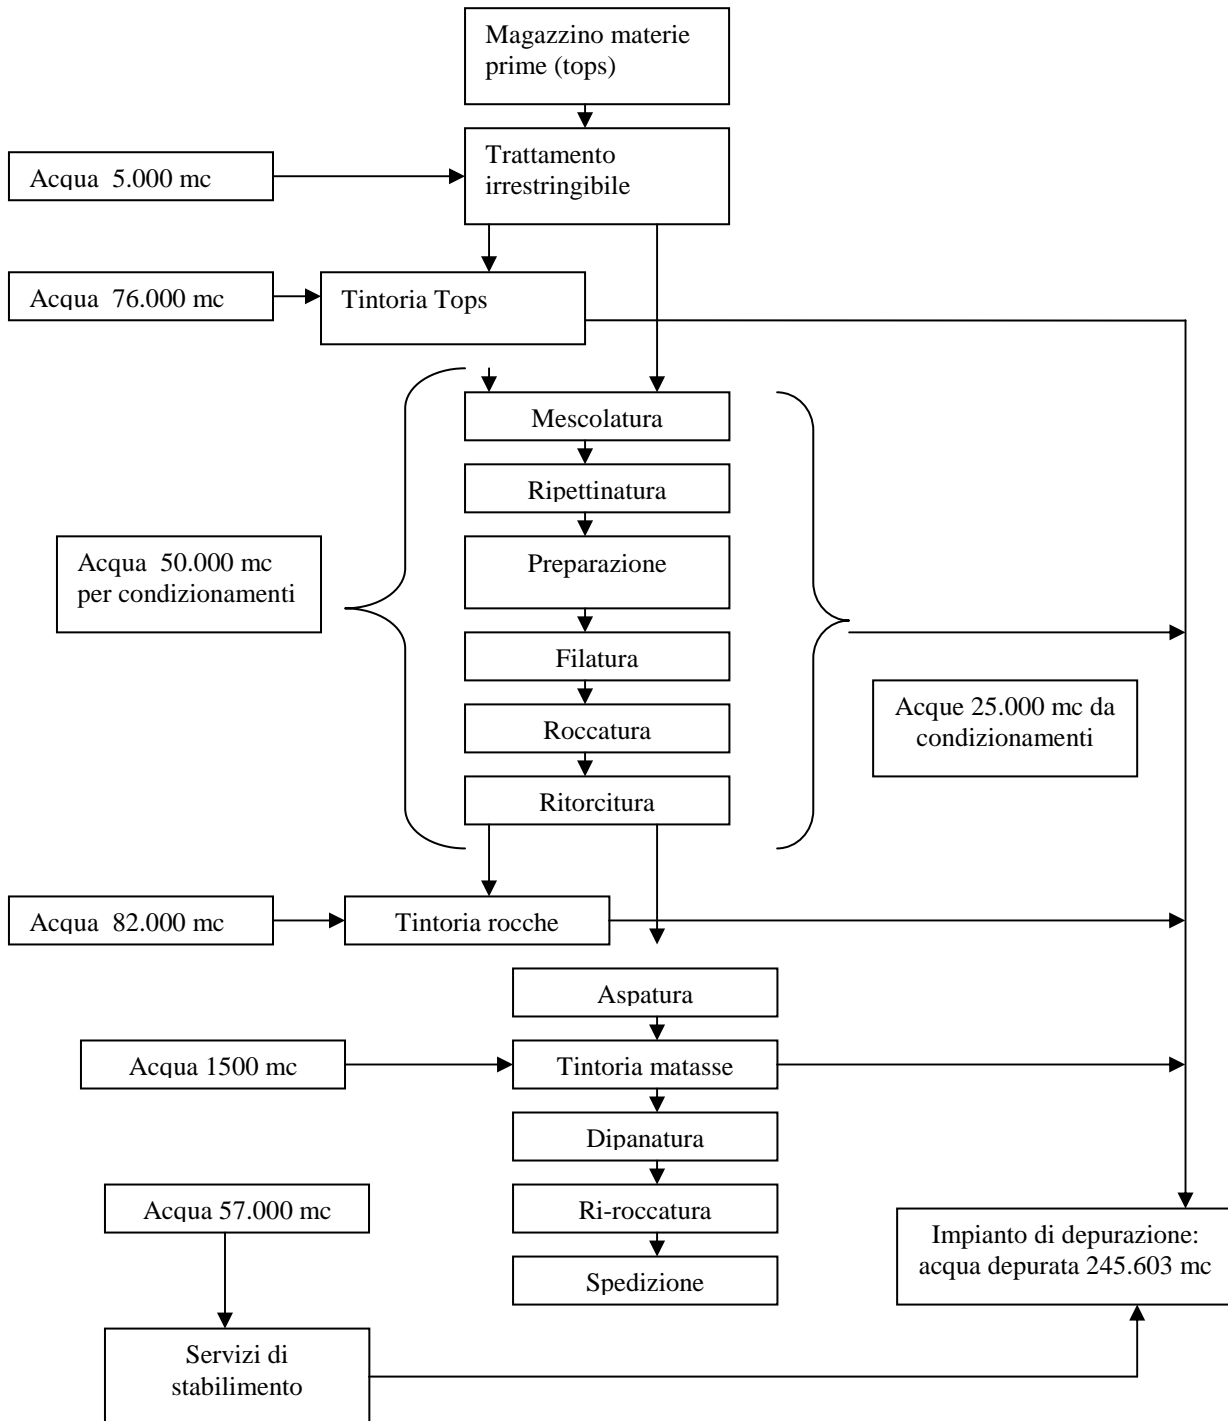 Magazzino materie
prime (tops)
Trattamento
irrestringibile
Acqua  5.000 mc
Acqua  76.000 mc
Tintoria Tops
Mescolatura
Ripettinatura
Acqua  50.000 mc
per condizionamenti
Preparazione
Filatura
Acque 25.000 mc da
condizionamenti
Roccatura
Ritorcitura
Acqua  82.000 mc
Tintoria rocche
Aspatura
Acqua 1500 mc
Tintoria matasse
Dipanatura
Acqua 57.000 mc
Ri-roccatura
Impianto di depurazione:
acqua depurata 245.603 mc
Spedizione
Servizi di
stabilimento